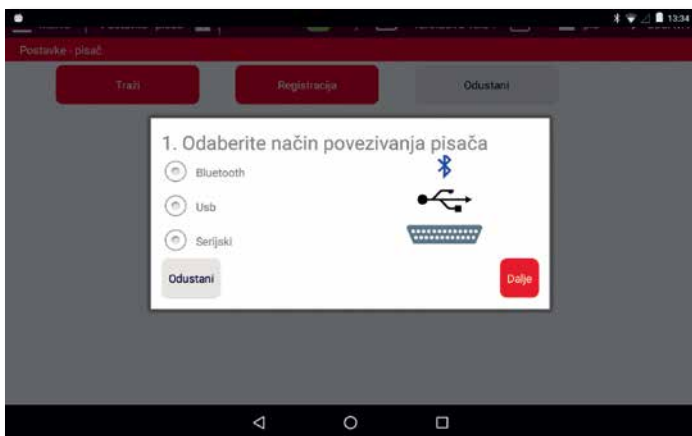 13:34
Postavke - pisač
Traži
Registracija
Odustani
1. Odaberite način povezivanja pisača
Bluetooth
Usb
Serijski
Odustani
Dalje